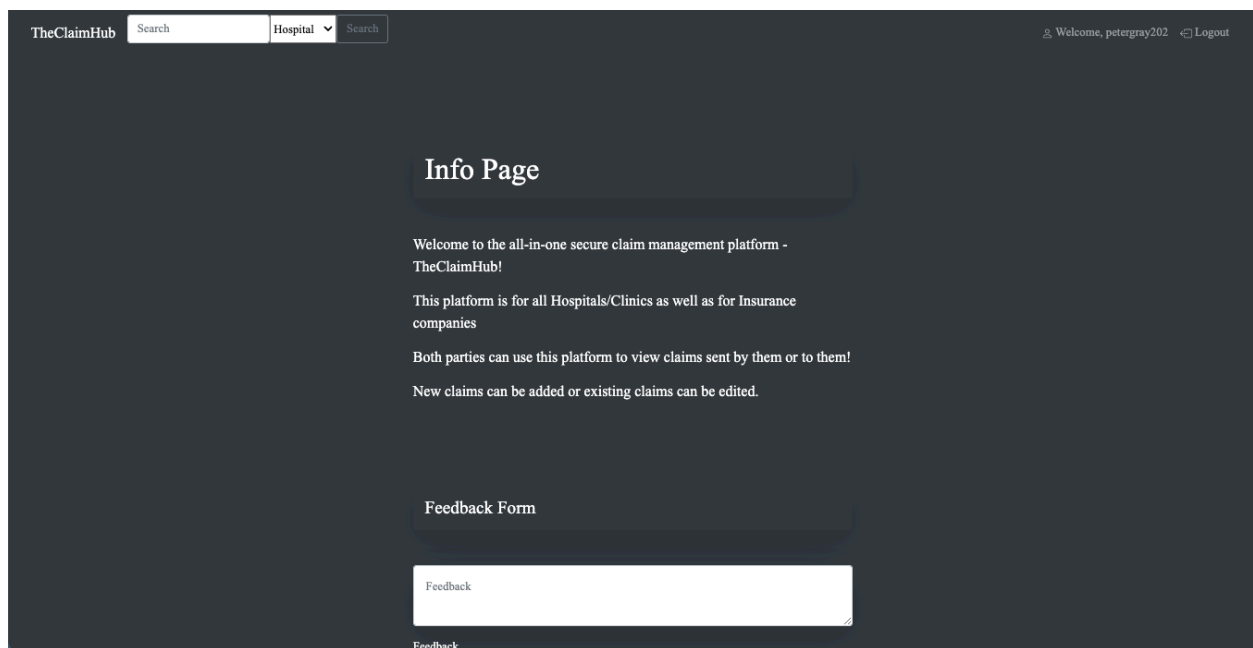 TheClaimHub Search Hospital Search Welcome, petergray202 Logout
Info Page
Welcome to the all-in-one secure claim management platform -
TheClaimHub!
This platform is for all Hospitals/Clinics as well as for Insurance
companies
Both parties can use this platform to view claims sent by them or to them!
New claims can be added or existing claims can be edited.
Feedback Form
Feedback
Feedback